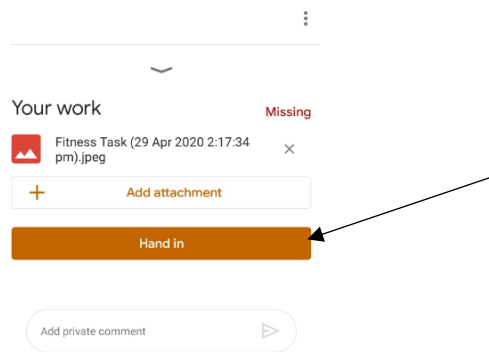 Your work
Missing
Fitness Task (29 Apr 2020 2:17:34
pm).jpeg
Add attachment
Hand in
Add private comment